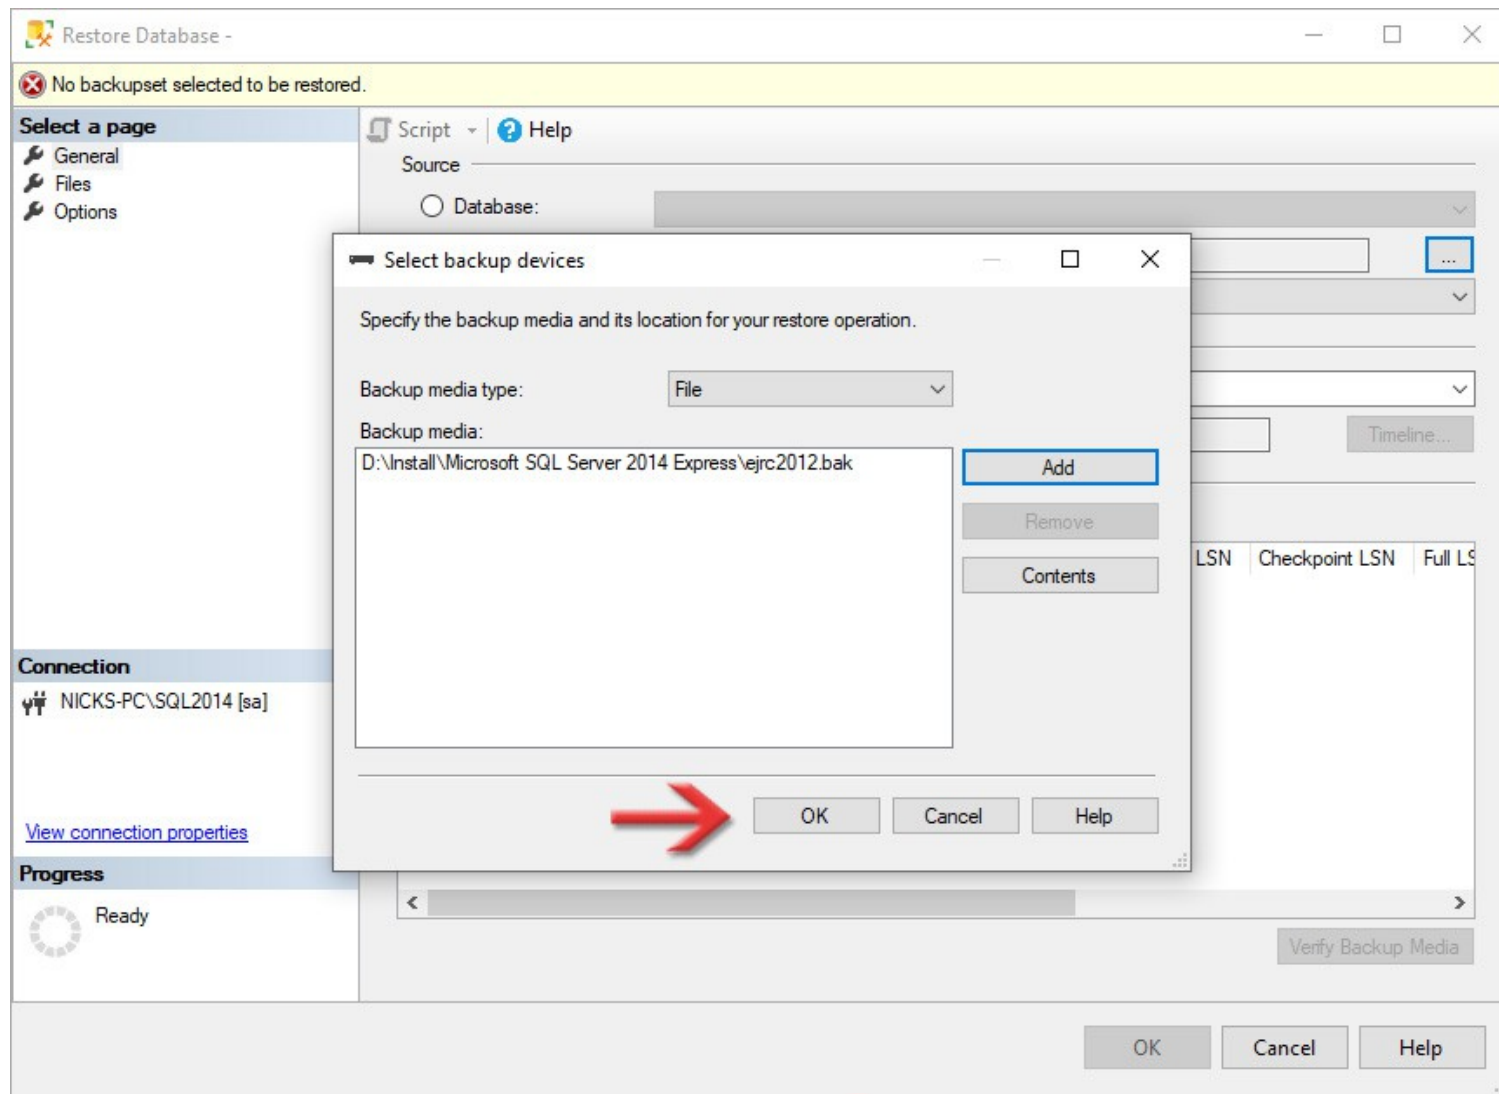 Restore Database -
No backupset selected to be restored.
Select a page
General
Files
Options
Script
Help
Source
Database:
...
Timeline...
LSN Checkpoint LSN Full LS
Select backup devices
Specify the backup media and its location for your restore operation.
Backup media type: File
Backup media:
D:\Install\Microsoft SQL Server 2014 Express\ejrc2012.bak
Add
Remove
Contents
OK Cancel Help
Connection
NICKS-PC\SQL2014 [sa]
View connection properties
Progress
Ready
Verify Backup Media
OK Cancel Help